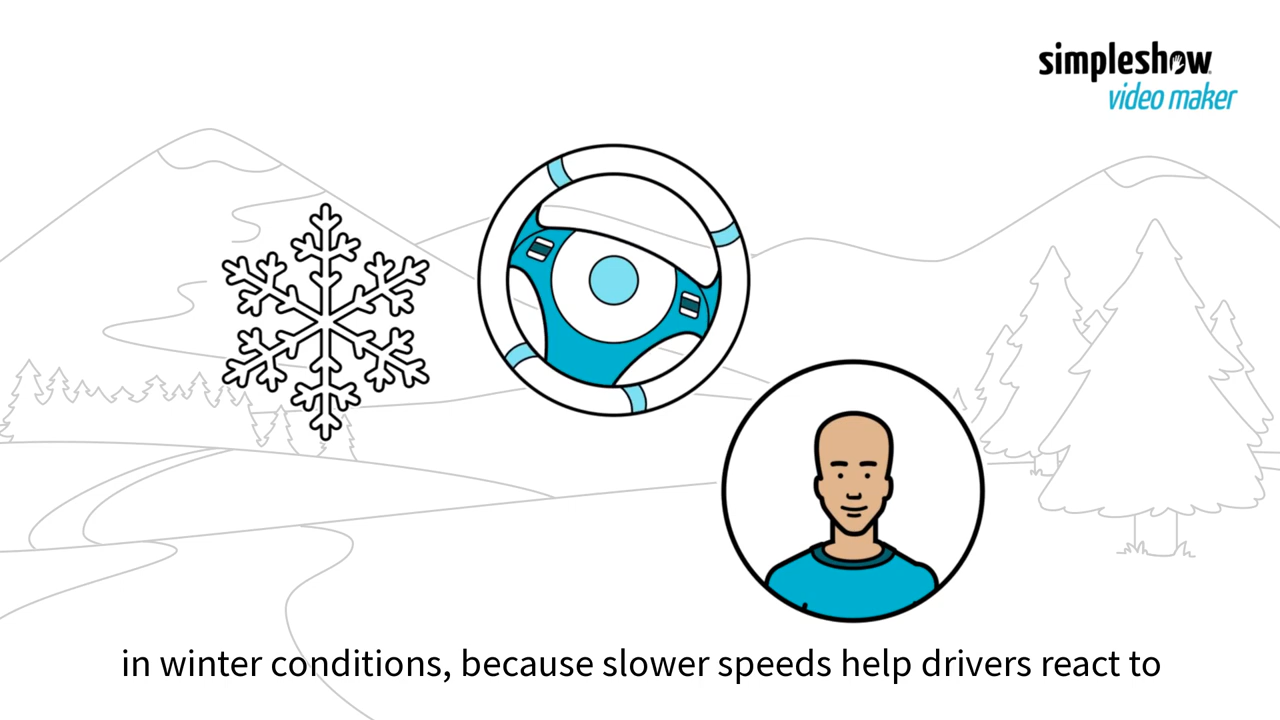 simpleshow
video maker
in winter conditions, because slower speeds help drivers react to